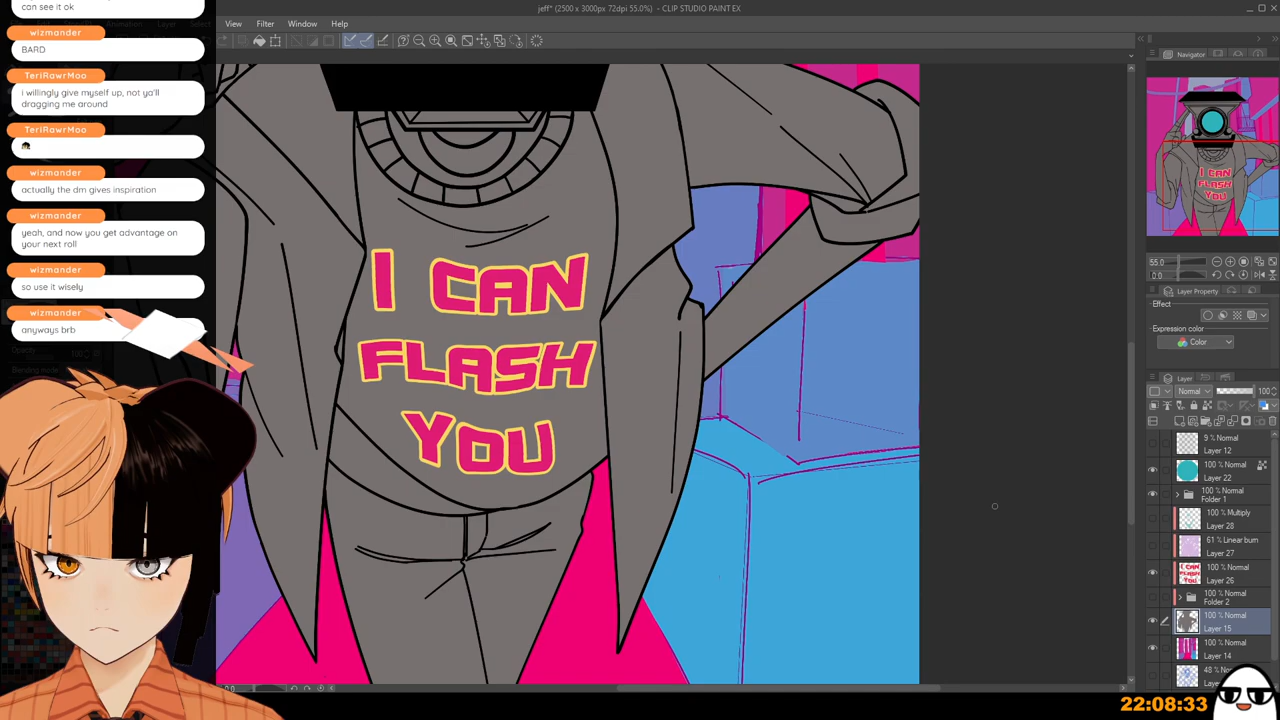 can see it ok
wizmander
BARD
TeriRawrMoo
i willingly give myself up, not ya'll
dragging me around
TeriRawrMoo
wizmander
actually the dm gives inspiration
wizmander
yeah, and now you get advantage on
your next roll
wizmander
so use it wisely
wizmander
anyways brb
jeff* (2500 x 3000px 72dpi 55.0%) - CLIP STUDIO PAINT EX
View Filter Window Help
I CAN
FLASH
YOU
Navigator
I CAN
FLASH
YOU
55.0
0.0
Layer Property
Effect
Expression color
Color
Layer
Normal 100
9 % Normal
Layer 12
100 % Normal
Layer 22
100 % Normal
Folder 1
100 % Multiply
Layer 28
61 % Linear burn
Layer 27
100 % Normal
Layer 26
100 % Normal
Folder 2
100 % Normal
Layer 15
100 % Normal
Layer 14
48 % Normal
22:08:33